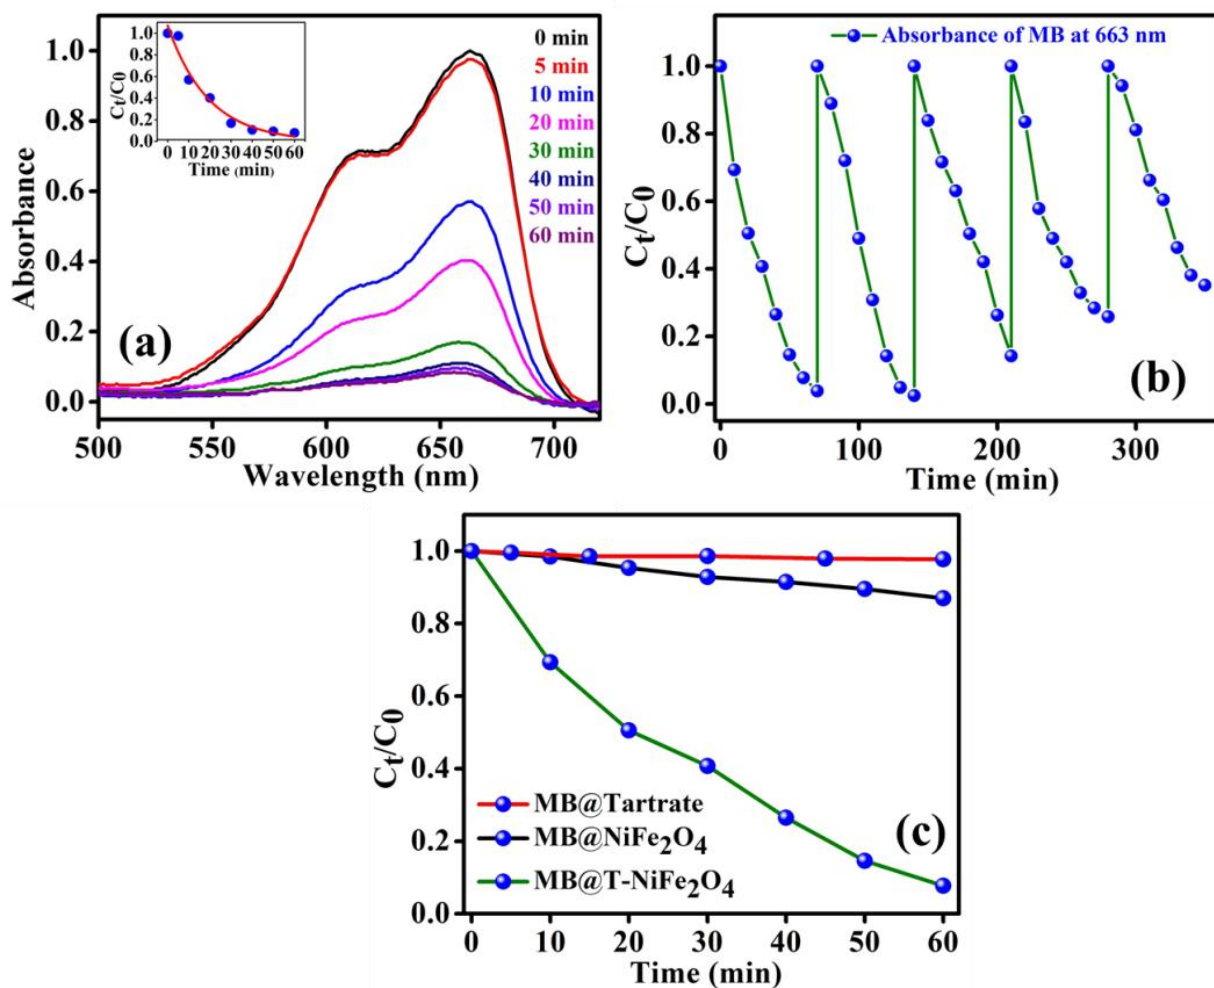 1.0
0.8
0.6
0.4
0.2
0.0
Ct/C0
0 10 20 30 40 50 60
Time (min)
0 min
5 min
10 min
20 min
30 min
40 min
50 min
60 min
1.0
0.8
0.6
0.4
0.2
0.0
Absorbance
(a)
500 550 600 650 700
Wavelength (nm)
Absorbance of MB at 663 nm
1.0
0.8
0.6
0.4
0.2
0.0
Ct/C0
(b)
0 100 200 300
Time (min)
1.0
0.8
0.6
0.4
0.2
0.0
Ct/C0
MB@Tartrate
MB@NiFe2O4
MB@T-NiFe2O4
(c)
0 10 20 30 40 50 60
Time (min)